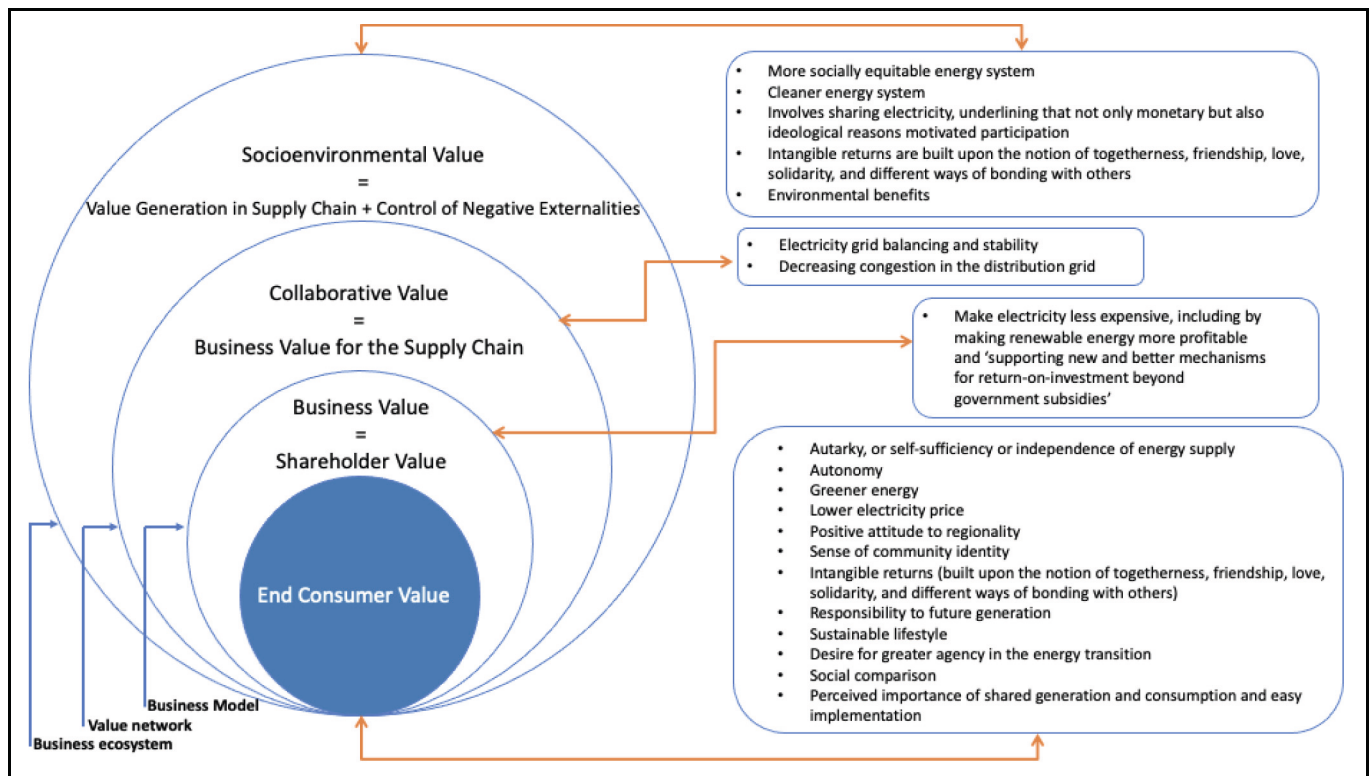 Socioenvironmental Value
=
Value Generation in Supply Chain + Control of Negative Externalities
Collaborative Value
=
Business Value for the Supply Chain
Business Value
=
Shareholder Value
End Consumer Value
Business Model
Value network
Business ecosystem
• More socially equitable energy system
• Cleaner energy system
• Involves sharing electricity, underlining that not only monetary but also
ideological reasons motivated participation
• Intangible returns are built upon the notion of togetherness, friendship, love,
solidarity, and different ways of bonding with others
• Environmental benefits
• Electricity grid balancing and stability
• Decreasing congestion in the distribution grid
• Make electricity less expensive, including by
making renewable energy more profitable
and ‘supporting new and better mechanisms
for return-on-investment beyond
government subsidies’
• Autarky, or self-sufficiency or independence of energy supply
• Autonomy
• Greener energy
• Lower electricity price
• Positive attitude to regionality
• Sense of community identity
• Intangible returns (built upon the notion of togetherness, friendship, love,
solidarity, and different ways of bonding with others)
• Responsibility to future generation
• Sustainable lifestyle
• Desire for greater agency in the energy transition
• Social comparison
• Perceived importance of shared generation and consumption and easy
implementation